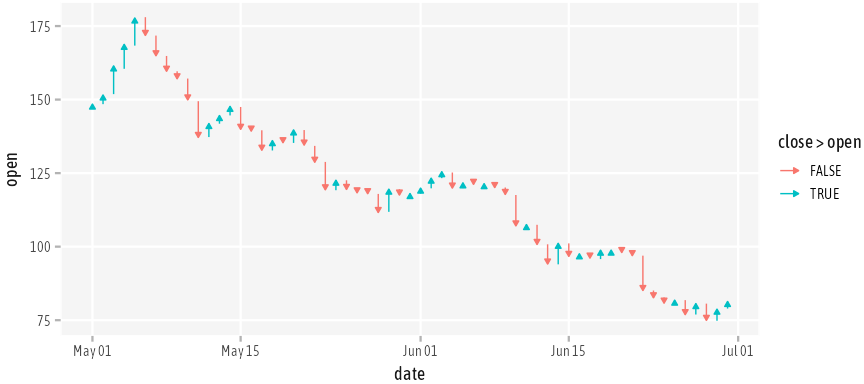 175
150
125
100
75
open
May 01
May 15
Jun 01
Jun 15
Jul 01
date
close > open
FALSE
TRUE